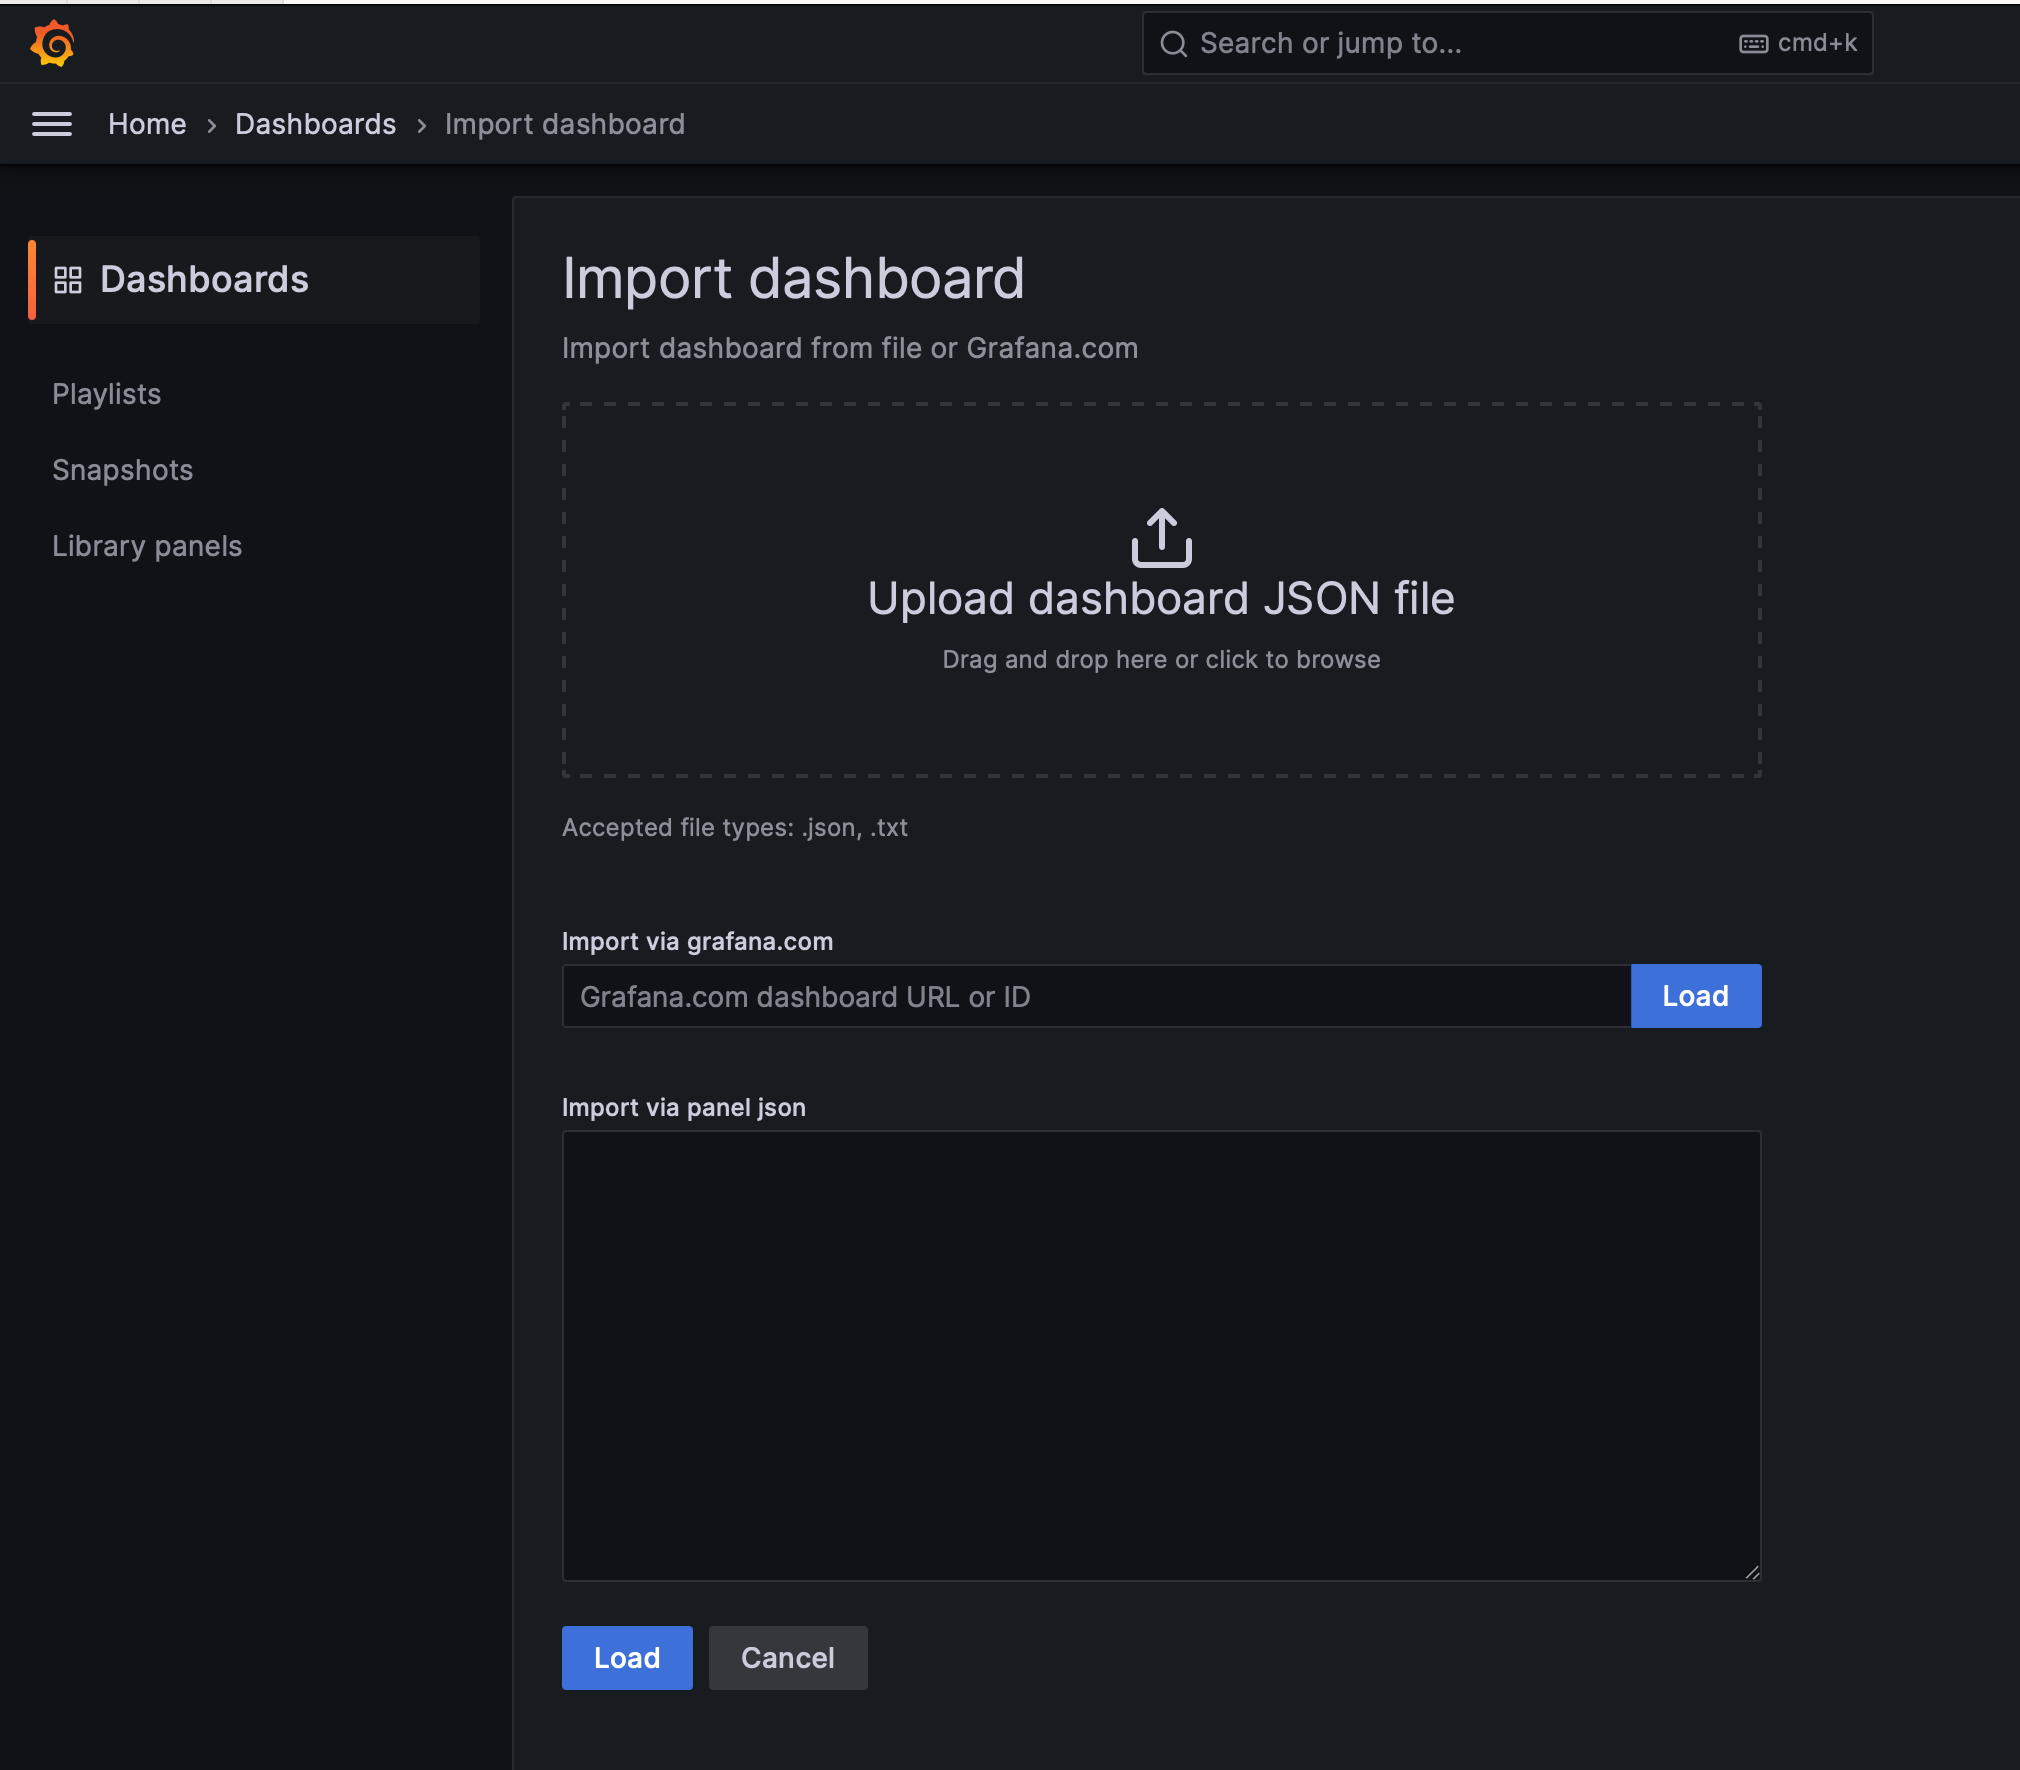 Search or jump to...
cmd+k
Home › Dashboards › Import dashboard
Dashboards
Playlists
Snapshots
Library panels
Import dashboard
Import dashboard from file or Grafana.com
Upload dashboard JSON file
Drag and drop here or click to browse
Accepted file types: .json, .txt
Import via grafana.com
Grafana.com dashboard URL or ID
Load
Import via panel json
Load
Cancel